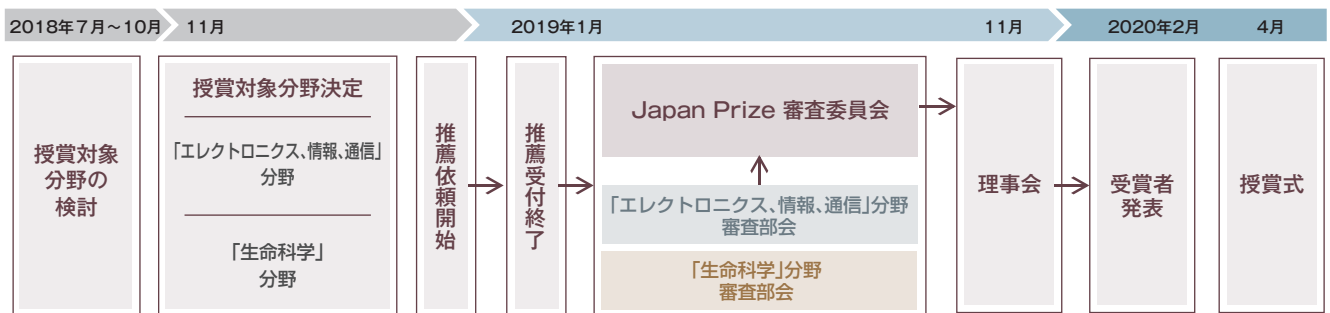 2018年7月～10月
11月
2019年1月
11月
2020年2月
4月
授賞対象
分野の
検討
授賞対象分野決定
「エレクトロニクス、情報、通信」
分野
「生命科学」
分野
推薦依頼開始
推薦受付終了
Japan Prize 審査委員会
「エレクトロニクス、情報、通信」分野
審査部会
「生命科学」分野
審査部会
理事会
受賞者
発表
授賞式